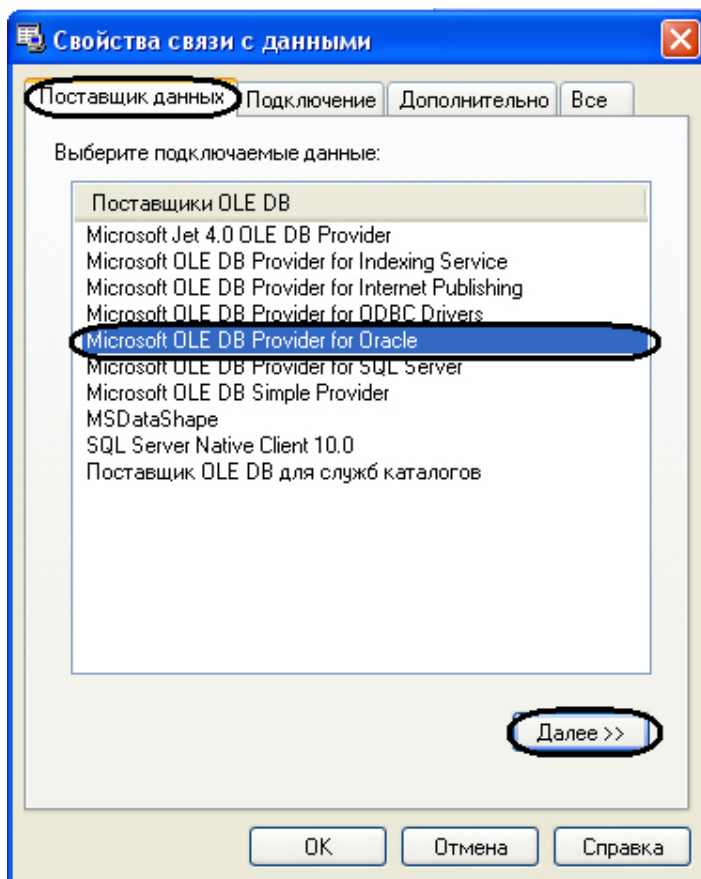 Свойства связи с данными
Поставщик данных Подключение Дополнительно Все
Выберите подключаемые данные:
Поставщики OLE DB
Microsoft Jet 4.0 OLE DB Provider
Microsoft OLE DB Provider for Indexing Service
Microsoft OLE DB Provider for Internet Publishing
Microsoft OLE DB Provider for ODBC Drivers
Microsoft OLE DB Provider for Oracle
Microsoft OLE DB Provider for SQL Server
Microsoft OLE DB Simple Provider
MSDataShape
SQL Server Native Client 10.0
Поставщик OLE DB для служб каталогов
Далее >>
OK Отмена Справка